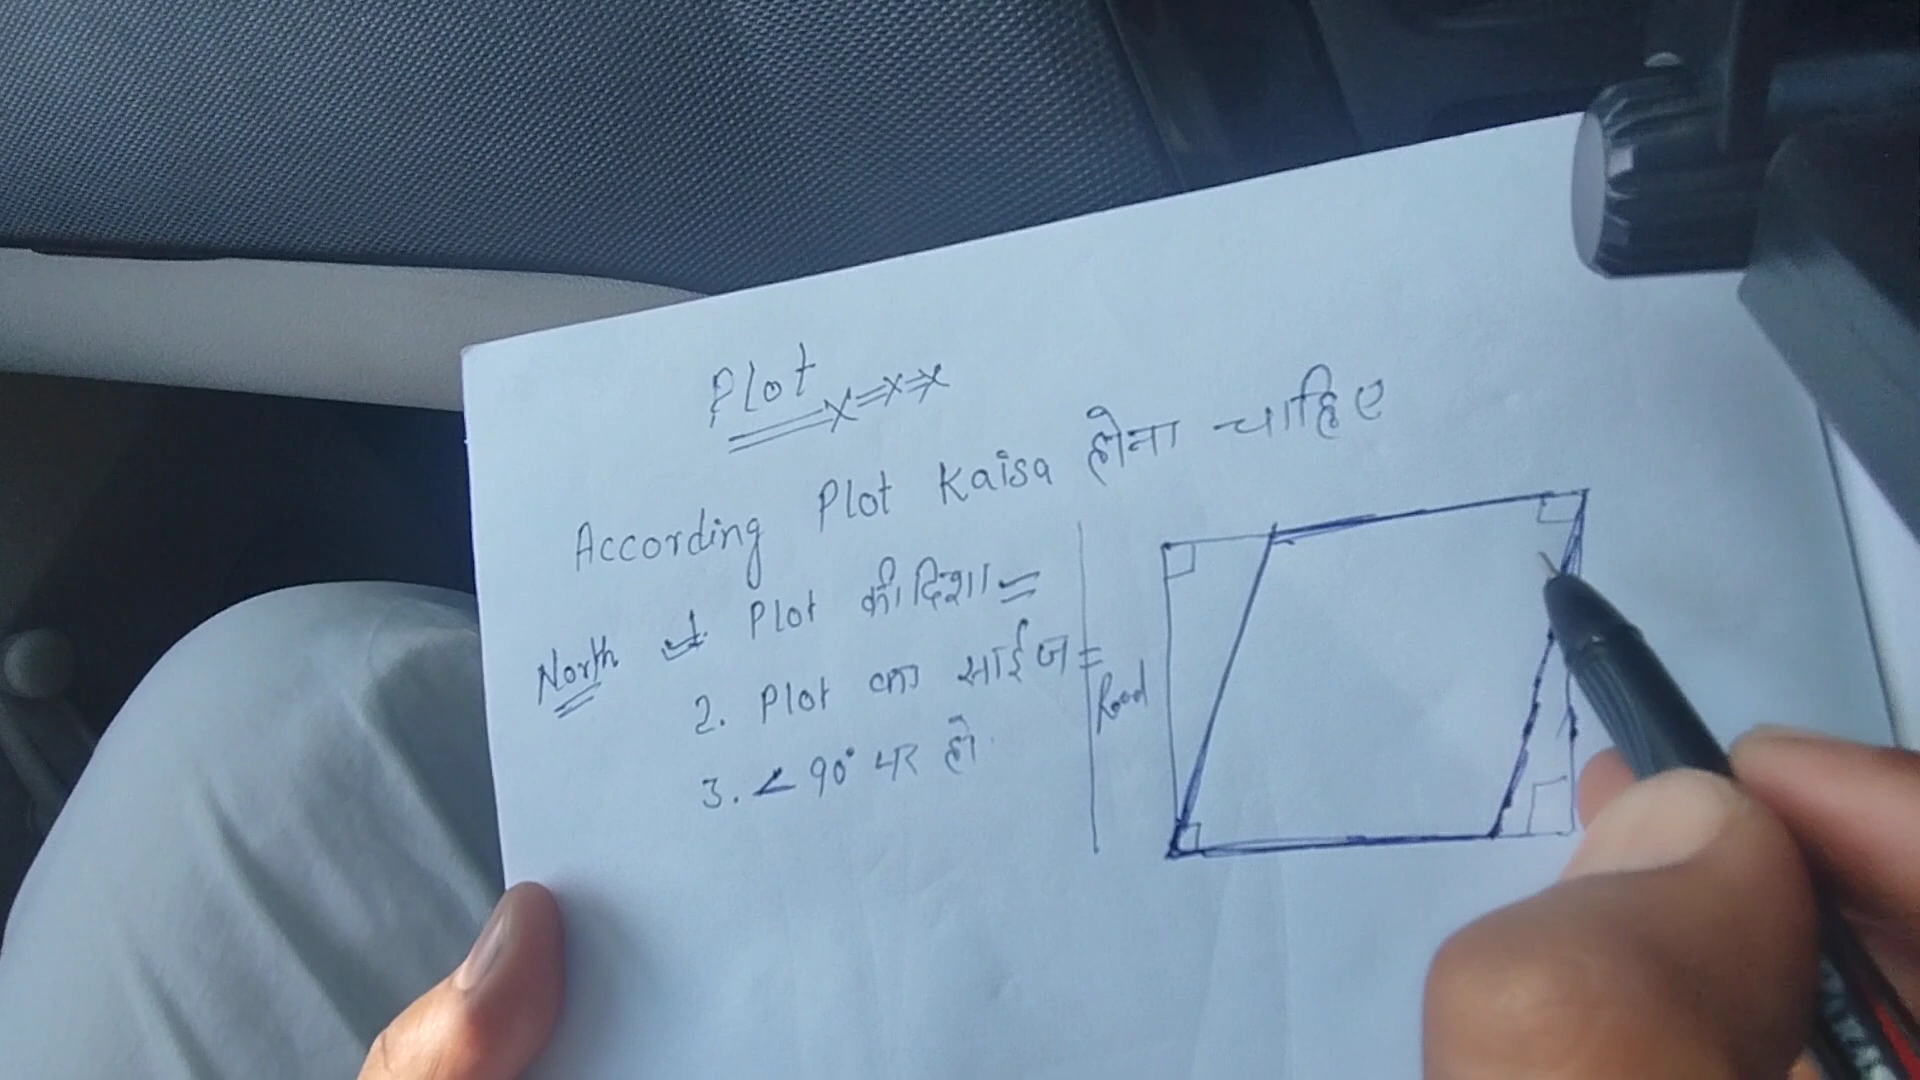 Plot
According Plot Kaisa होना चाहिए
North 1. Plot की दिशा =
2. Plot का साईज =
3. < 90° पर हो.
Road